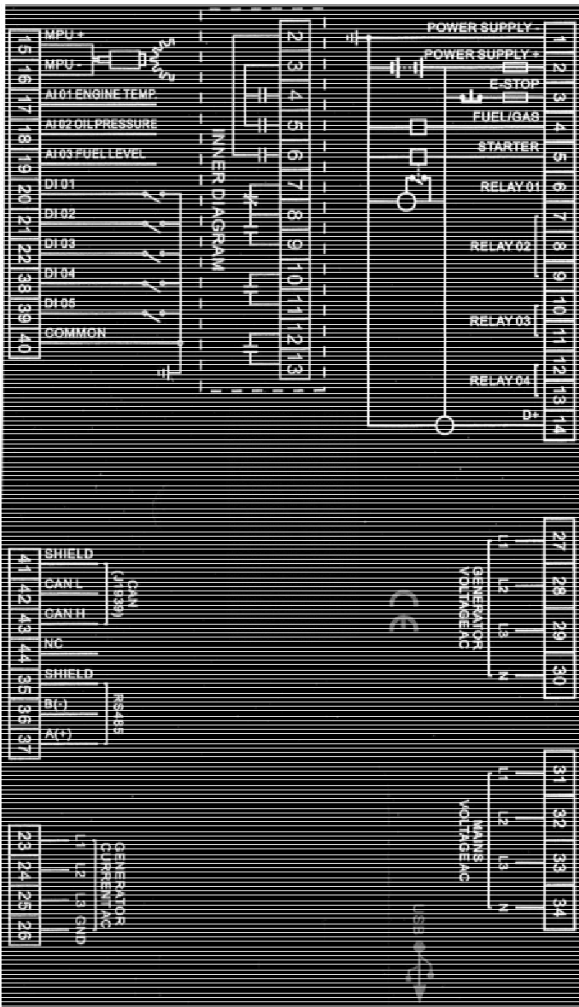 15 MPU +
16 MPU -
17 AI 01 ENGINE TEMP.
18 AI 02 OIL PRESSURE
19 AI 03 FUEL LEVEL
20 DI 01
21 DI 02
22 DI 03
38 DI 04
39 DI 05
40 COMMON
INNER DIAGRAM
2
3
4
5
6
7
8
9
10
11
12
13
POWER SUPPLY - 1
POWER SUPPLY + 2
E-STOP 3
FUEL/GAS 4
STARTER 5
RELAY 01 6
7
RELAY 02 8
9
10
RELAY 03 11
12
RELAY 04 13
D+ 14
41 SHIELD
42 CAN L
43 CAN H
CAN
(J1939)
44 NC
35 SHIELD
36 B(-)
37 A(+)
RS485
CE
GENERATOR
VOLTAGE AC
L1 27
L2 28
L3 29
N 30
MAINS
VOLTAGE AC
L1 31
L2 32
L3 33
N 34
23 L1
24 L2
25 L3
26 GND
GENERATOR
CURRENT AC
USB